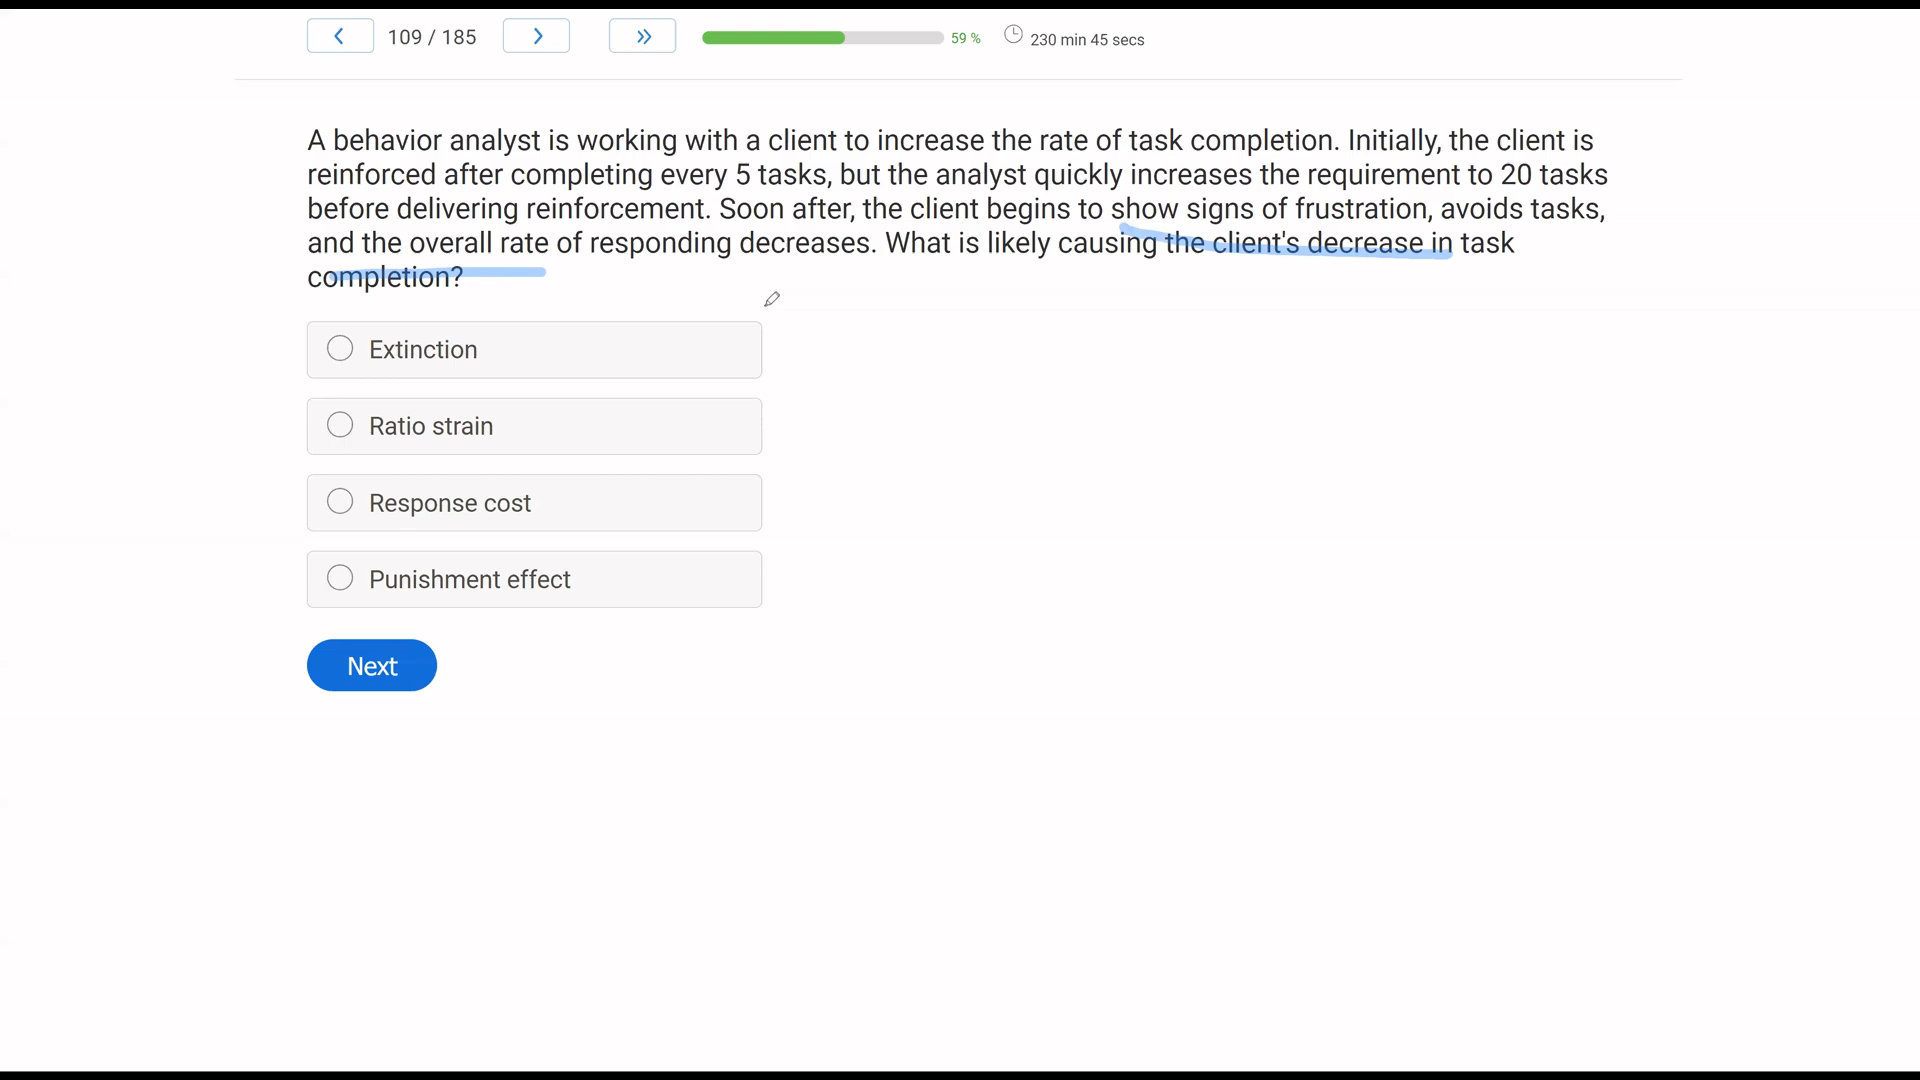 109 / 185
59 %
230 min 45 secs
A behavior analyst is working with a client to increase the rate of task completion. Initially, the client is
reinforced after completing every 5 tasks, but the analyst quickly increases the requirement to 20 tasks
before delivering reinforcement. Soon after, the client begins to show signs of frustration, avoids tasks,
and the overall rate of responding decreases. What is likely causing the client's decrease in task
completion?
Extinction
Ratio strain
Response cost
Punishment effect
Next